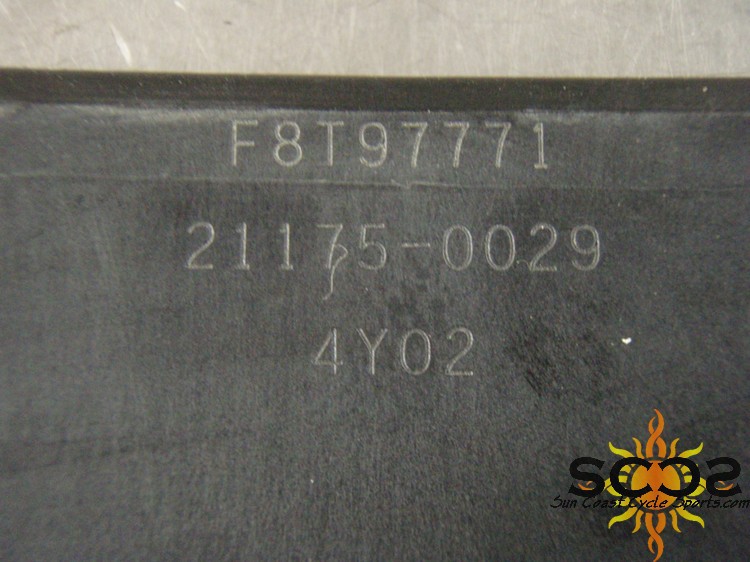 F8T97771
21175-0029
4Y02
SCCS
Sun Coast Cycle Sports.com